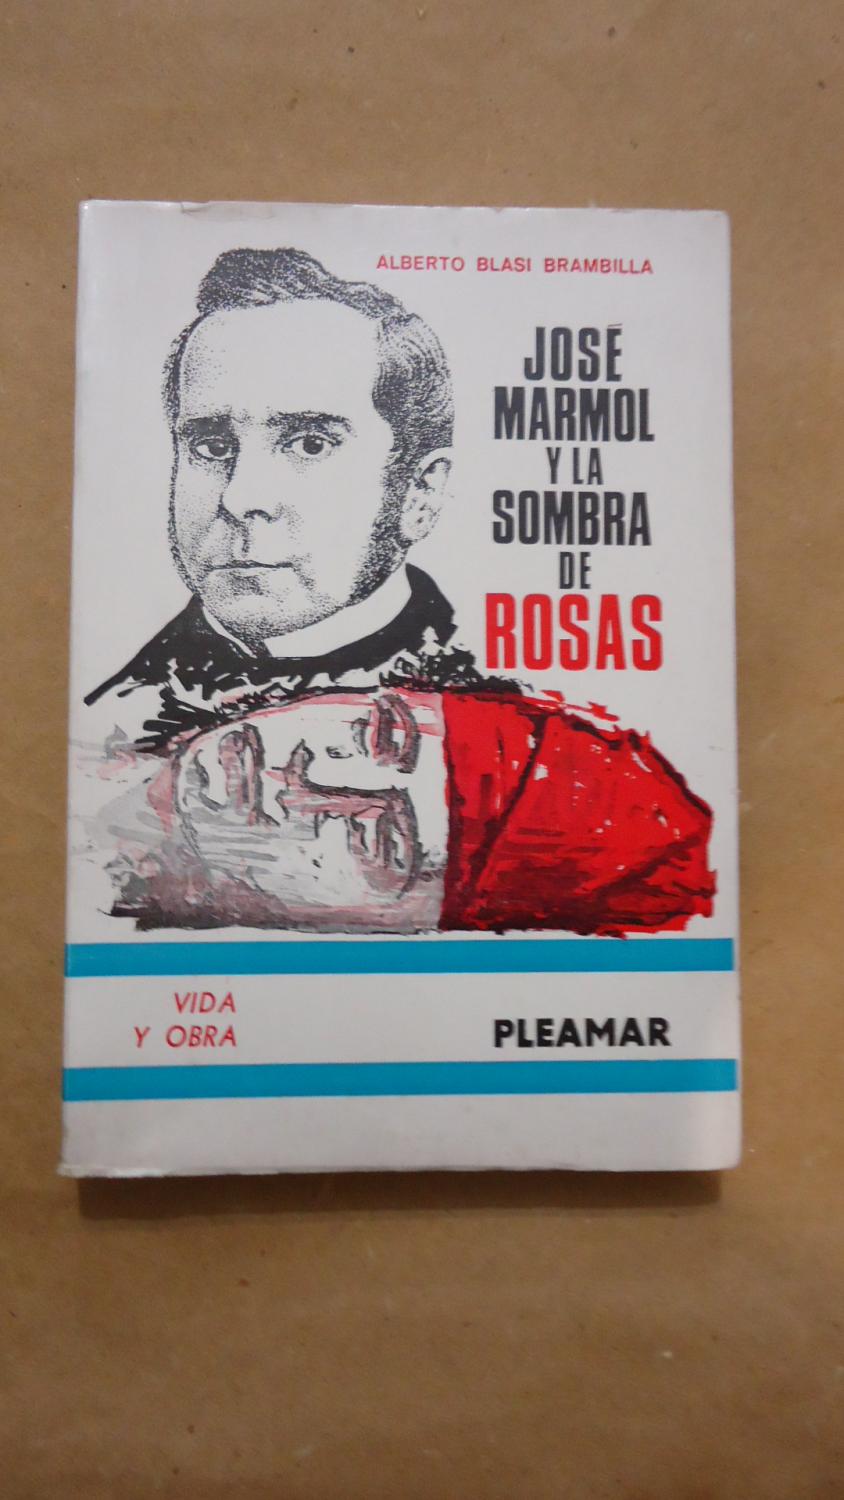 ALBERTO BLASI BRAMBILLA
JOSÉ
MARMOL
Y LA
SOMBRA
DE
ROSAS
VIDA
Y OBRA
PLEAMAR